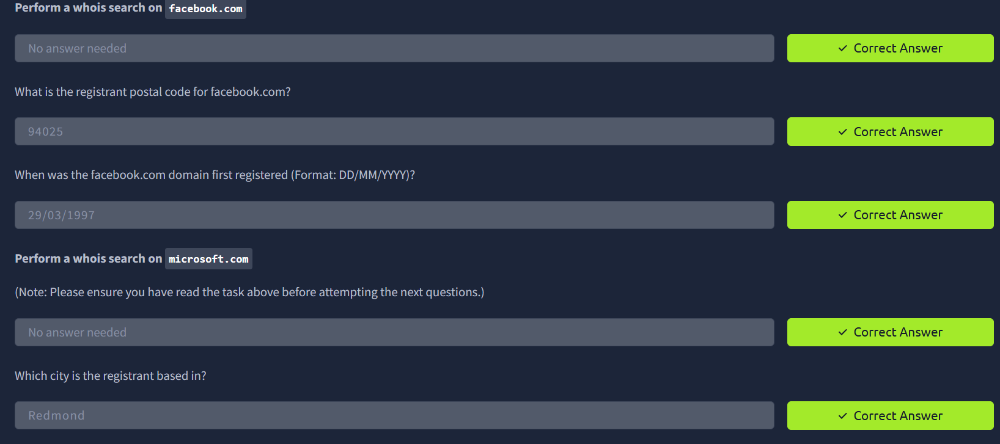 Perform a whois search on facebook.com
No answer needed
✓ Correct Answer
What is the registrant postal code for facebook.com?
94025
✓ Correct Answer
When was the facebook.com domain first registered (Format: DD/MM/YYYY)?
29/03/1997
✓ Correct Answer
Perform a whois search on microsoft.com
(Note: Please ensure you have read the task above before attempting the next questions.)
No answer needed
✓ Correct Answer
Which city is the registrant based in?
Redmond
✓ Correct Answer